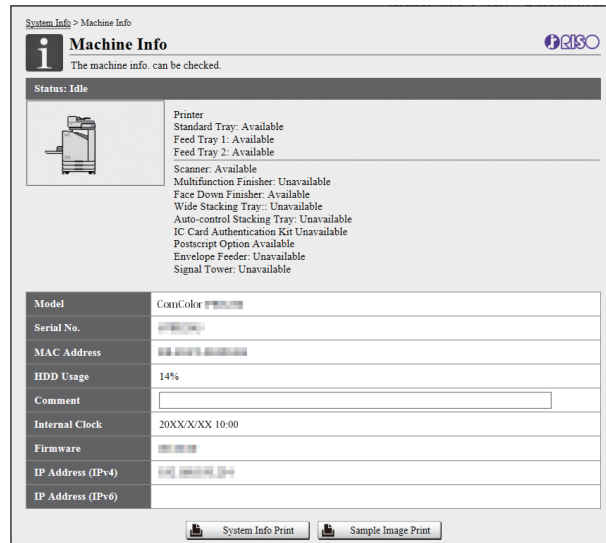 System Info > Machine Info
Machine Info
RISO
The machine info. can be checked.
Status: Idle
Printer
Standard Tray: Available
Feed Tray 1: Available
Feed Tray 2: Available
Scanner: Available
Multifunction Finisher: Unavailable
Face Down Finisher: Available
Wide Stacking Tray:: Unavailable
Auto-control Stacking Tray: Unavailable
IC Card Authentication Kit Unavailable
Postscript Option Available
Envelope Feeder: Unavailable
Signal Tower: Unavailable
Model ComColor
Serial No.
MAC Address
HDD Usage 14%
Comment
Internal Clock 20XX/X/XX 10:00
Firmware
IP Address (IPv4)
IP Address (IPv6)
System Info Print Sample Image Print